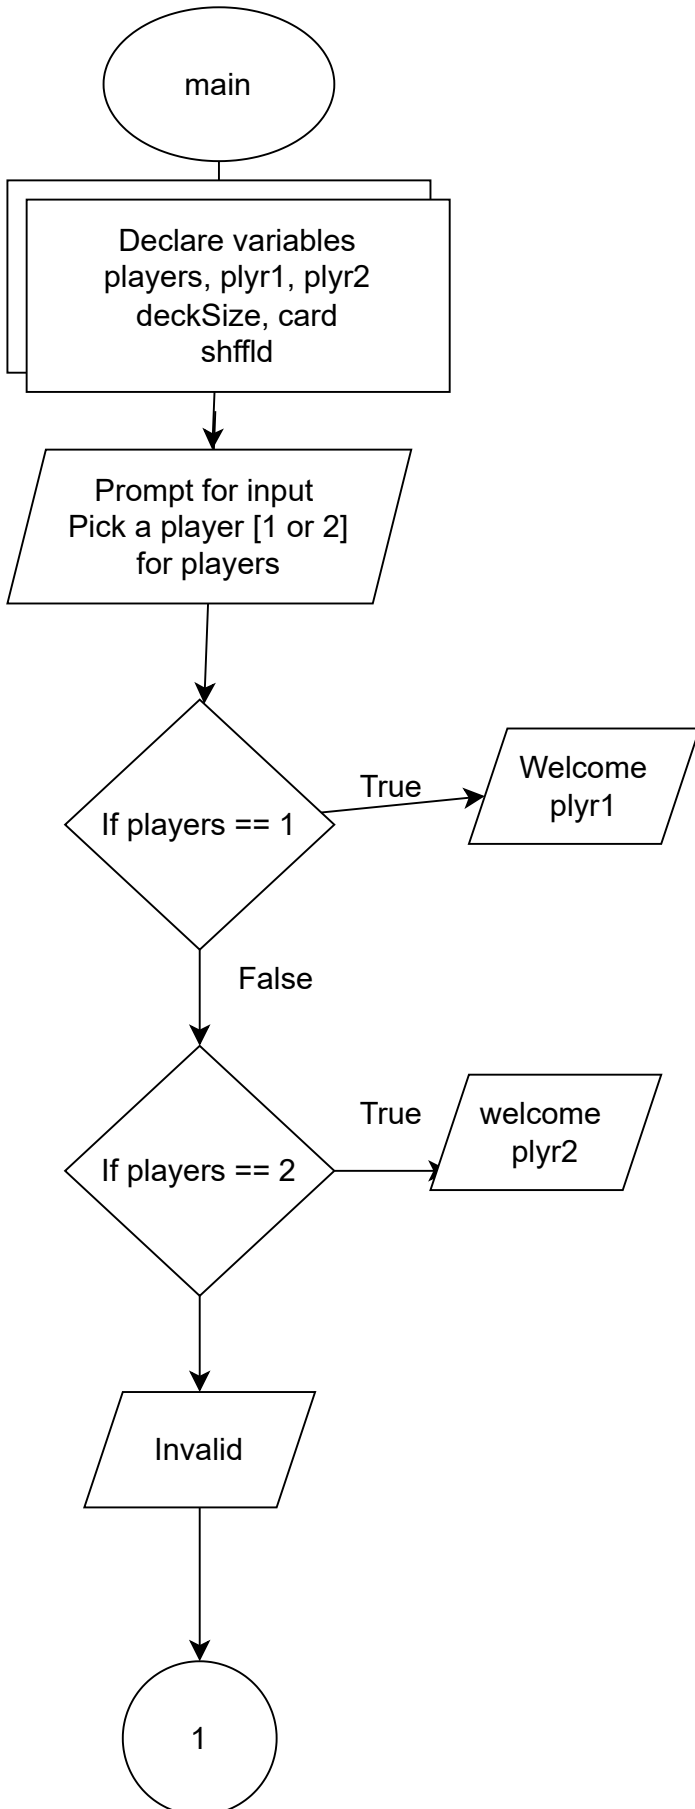 main
Declare variables
players, plyr1, plyr2
deckSize, card
shffld
Prompt for input
Pick a player [1 or 2]
for players
If players == 1
True
Welcome
plyr1
False
If players == 2
True
welcome
plyr2
Invalid
1